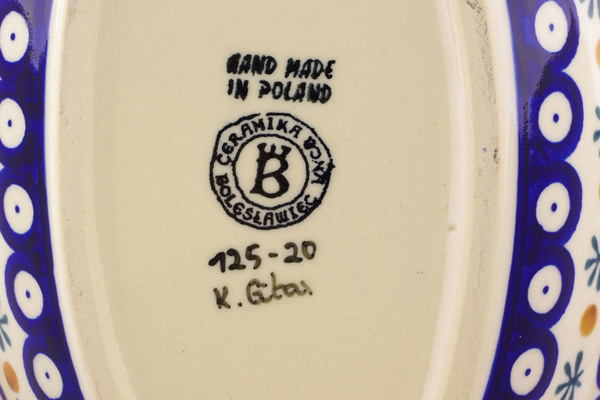 HAND MADE
IN POLAND
CERAMIKA
B
BOLESŁAWIEC
125-20
K.